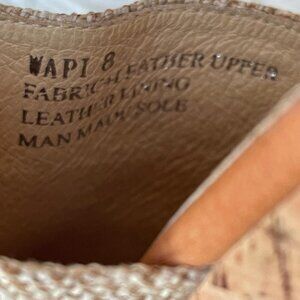 WAPI 8
FABRIC/LEATHER UPPER
LEATHER LINING
MAN MADE SOLE